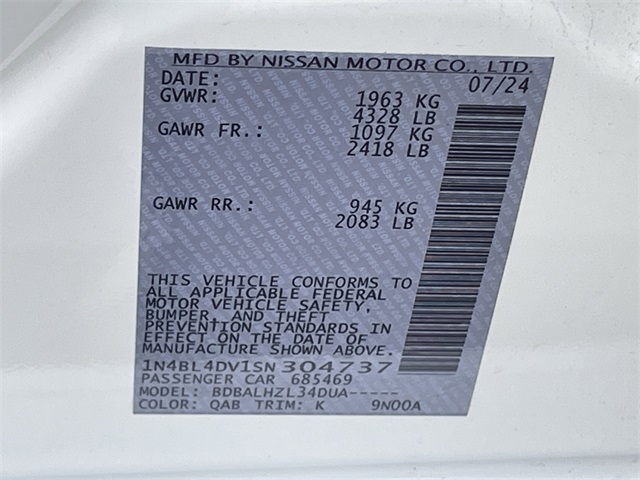 MFD BY NISSAN MOTOR CO., LTD.
DATE: 07/24
GVWR: 1963 KG
4328 LB
GAWR FR.: 1097 KG
2418 LB
GAWR RR.: 945 KG
2083 LB
THIS VEHICLE CONFORMS TO
ALL APPLICABLE FEDERAL
MOTOR VEHICLE SAFETY,
BUMPER, AND THEFT
PREVENTION STANDARDS IN
EFFECT ON THE DATE OF
MANUFACTURE SHOWN ABOVE.
1N4BL4DV1SN304737
PASSENGER CAR 685469
MODEL: BDBALHZL34DUA-----
COLOR: QAB TRIM: K 9N00A